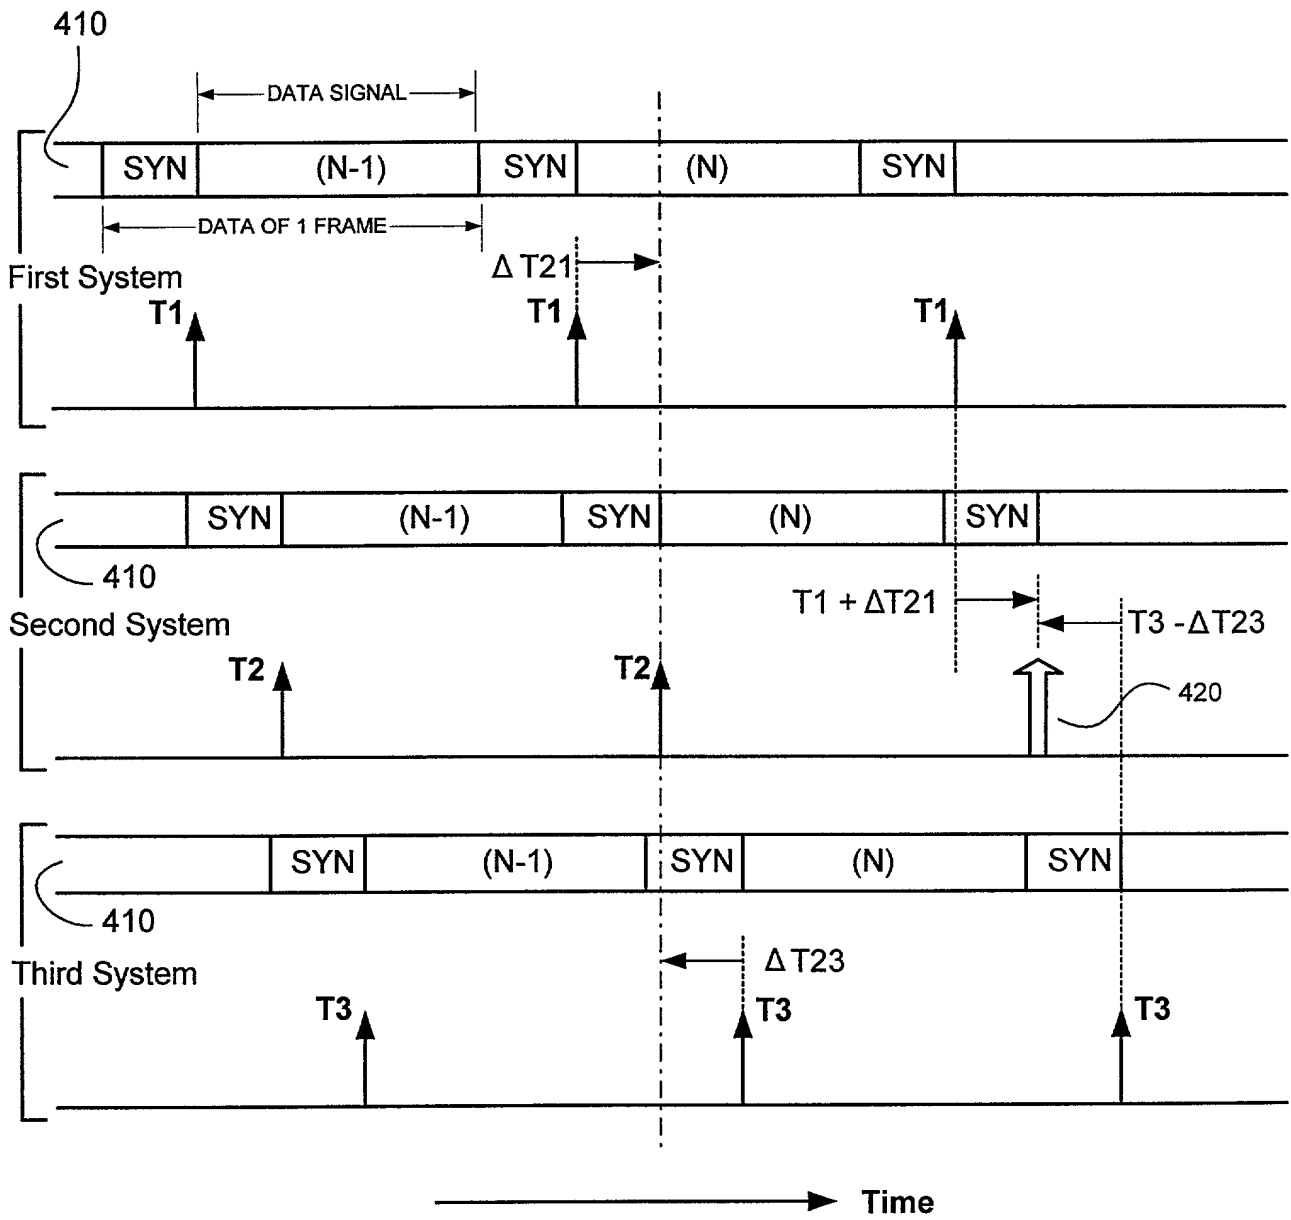 410
DATA SIGNAL
SYN (N-1) SYN (N) SYN
DATA OF 1 FRAME
First System
Δ T21
T1 T1 T1
SYN (N-1) SYN (N) SYN
410
T1 + ΔT21
T3 - ΔT23
Second System
T2 T2
420
SYN (N-1) SYN (N) SYN
410
Third System
Δ T23
T3 T3 T3
Time